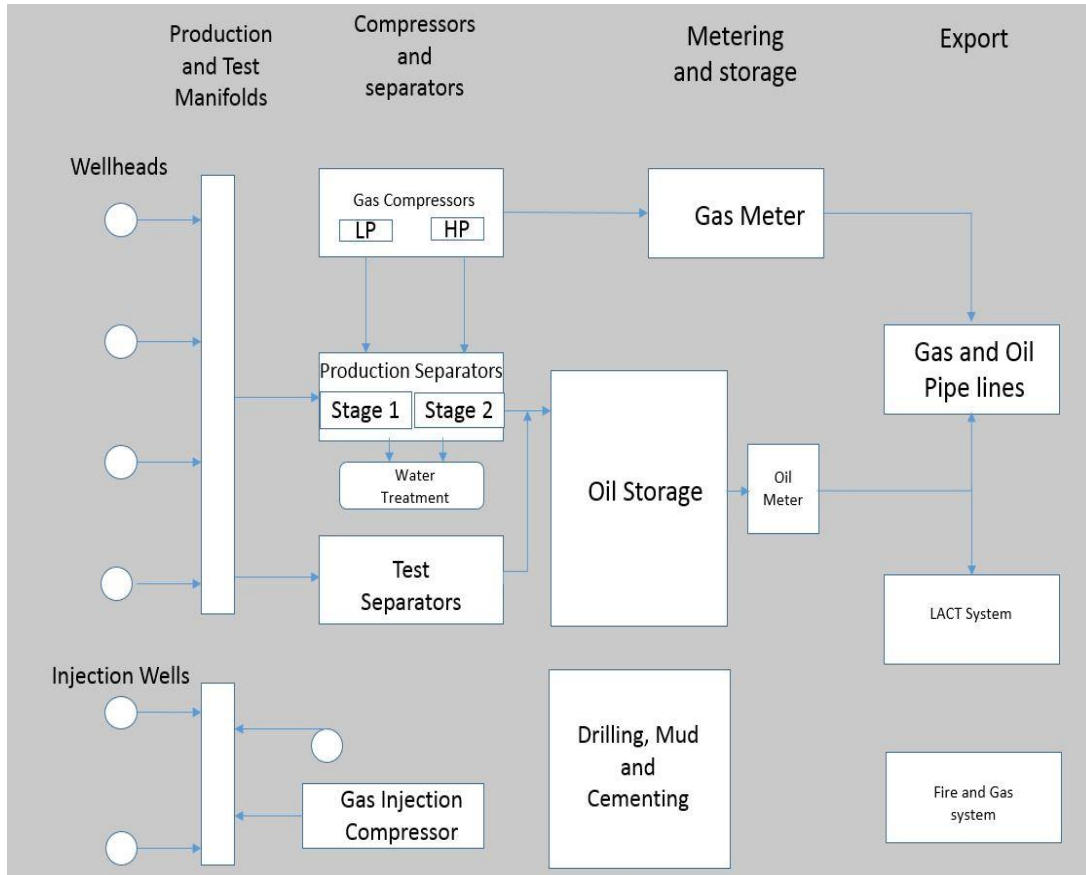 Production
and Test
Manifolds
Compressors
and
separators
Metering
and storage
Export
Wellheads
Gas Compressors
LP
HP
Gas Meter
Gas and Oil
Pipe lines
Production Separators
Stage 1
Stage 2
Water
Treatment
Oil Storage
Oil
Meter
Test
Separators
LACT System
Injection Wells
Drilling, Mud
and
Cementing
Gas Injection
Compressor
Fire and Gas
system